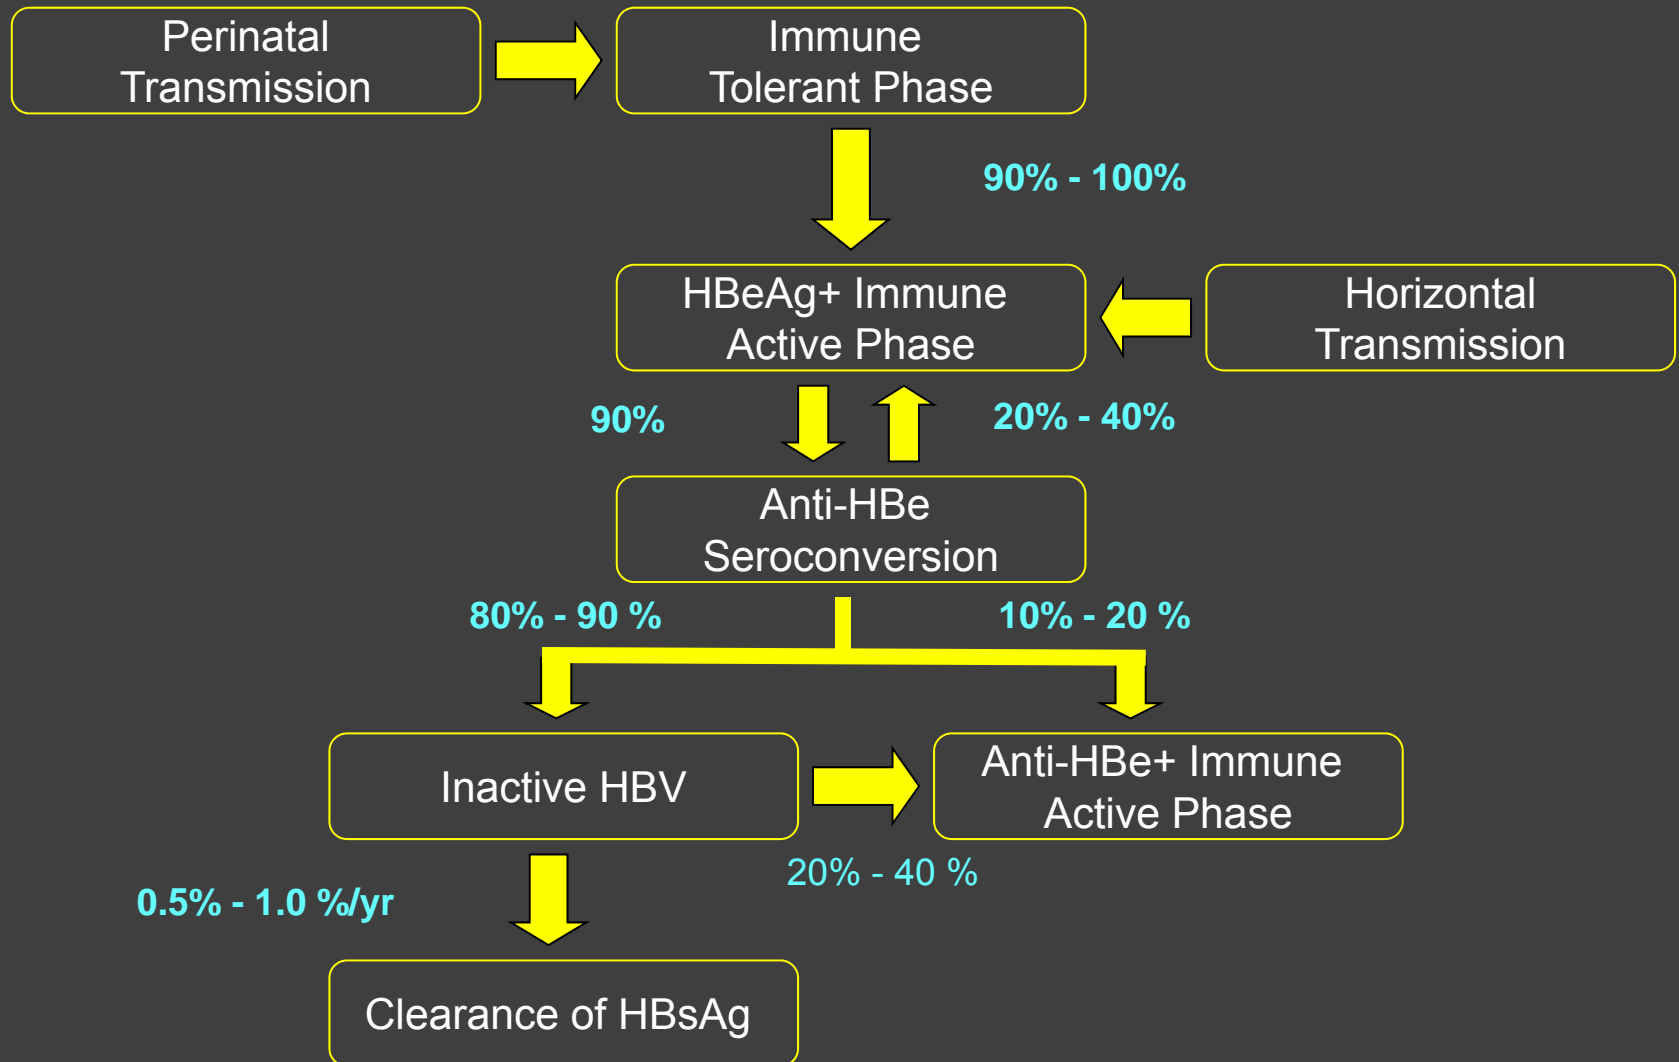 Perinatal
Transmission
Immune
Tolerant Phase
90% - 100%
HBeAg+ Immune
Active Phase
Horizontal
Transmission
90%
20% - 40%
Anti-HBe
Seroconversion
80% - 90 %
10% - 20 %
Inactive HBV
Anti-HBe+ Immune
Active Phase
20% - 40 %
0.5% - 1.0 %/yr
Clearance of HBsAg